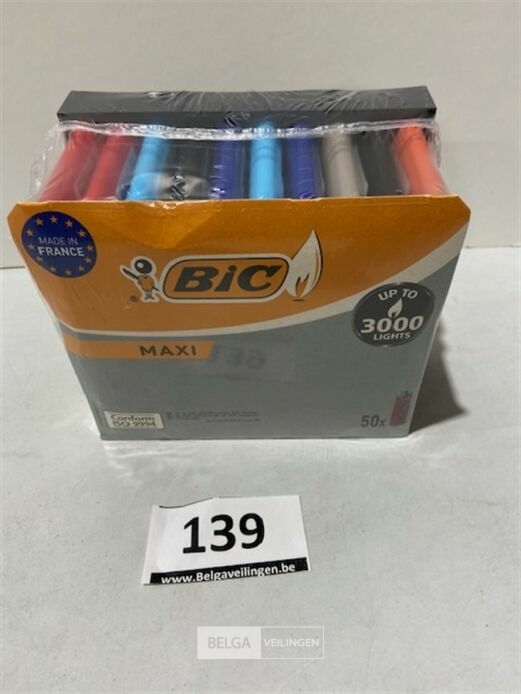 MADE IN
FRANCE
BiC
®
UP TO
3000
LIGHTS
MAXI
139
Conform
ISO 9994
50x
139
www.Belgaveilingen.be
BELGA VEILINGEN